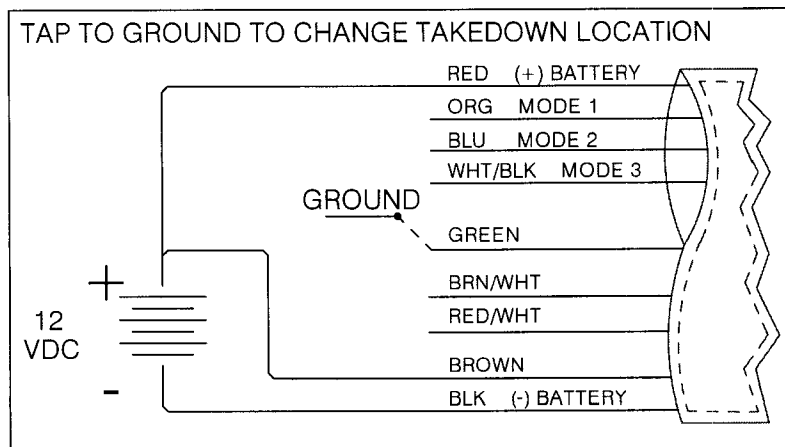 TAP TO GROUND TO CHANGE TAKEDOWN LOCATION
RED (+) BATTERY
ORG MODE 1
BLU MODE 2
WHT/BLK MODE 3
GROUND
GREEN
BRN/WHT
RED/WHT
BROWN
BLK (-) BATTERY
+
12
VDC
-